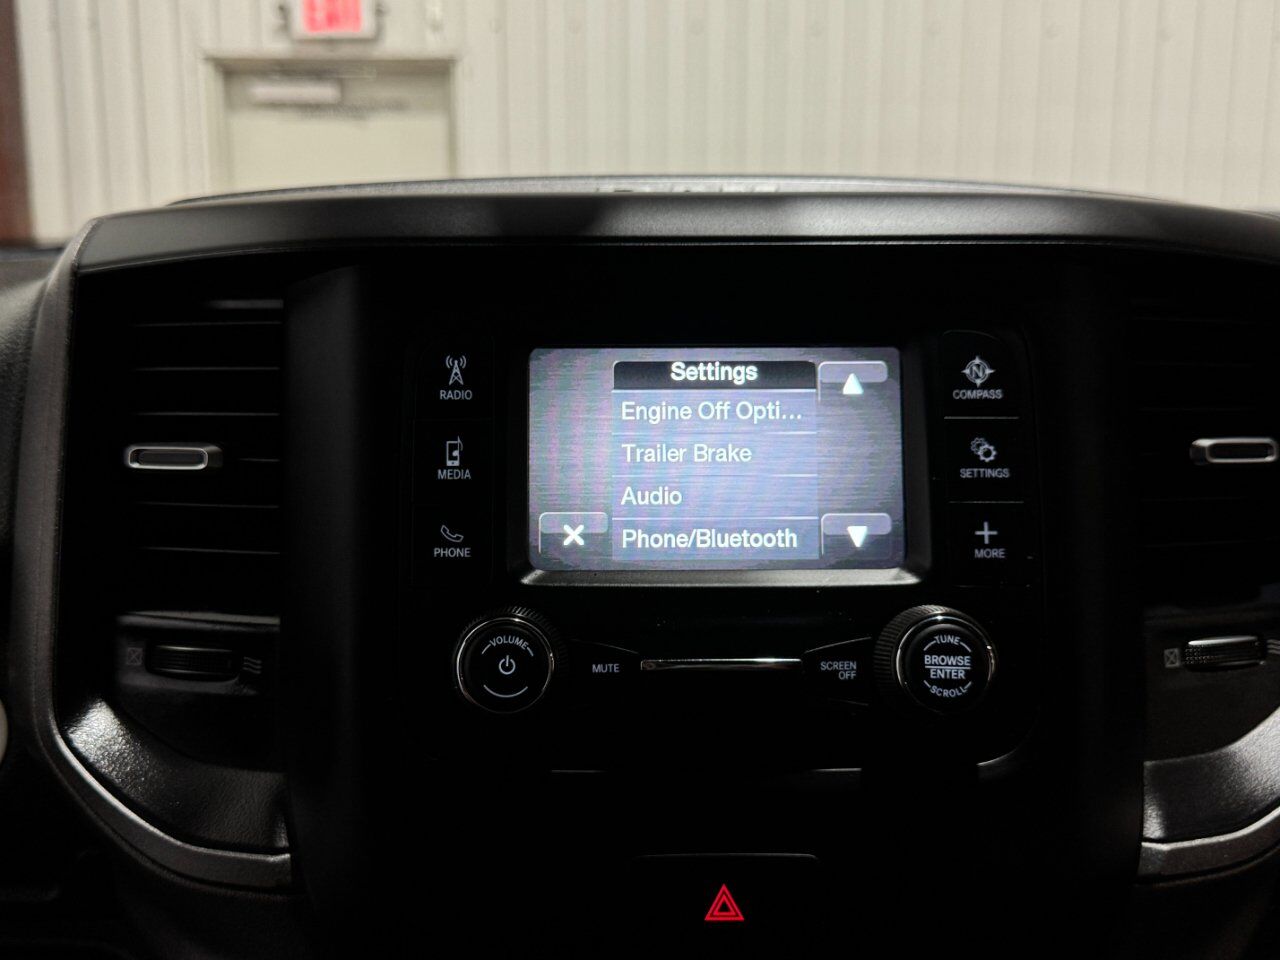 EXIT
RADIO
MEDIA
PHONE
Settings
Engine Off Opti...
Trailer Brake
Audio
Phone/Bluetooth
N
COMPASS
SETTINGS
MORE
VOLUME
MUTE
SCREEN
OFF
TUNE
BROWSE
ENTER
SCROLL